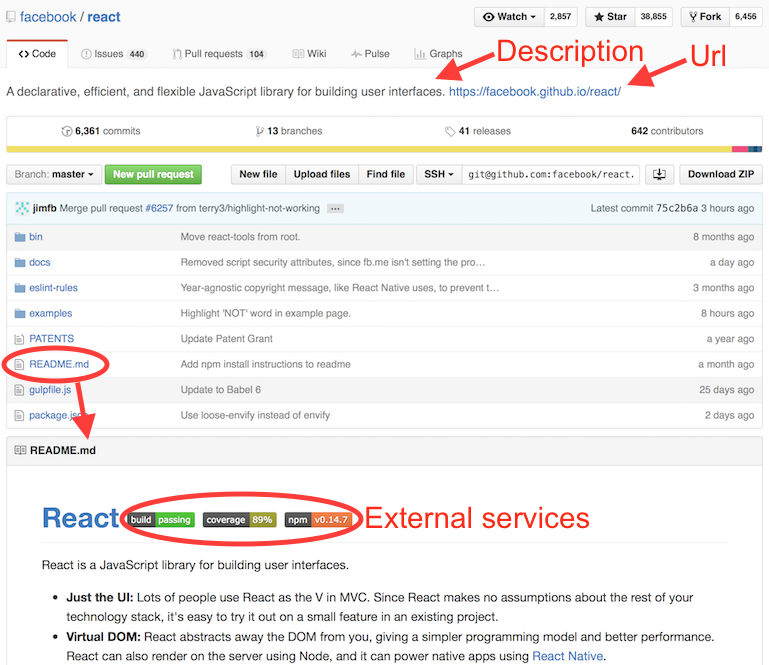 facebook / react Watch 2,857 Star 38,855 Fork 6,456
Code Issues 440 Pull requests 104 Wiki Pulse Graphs
Description
Url
A declarative, efficient, and flexible JavaScript library for building user interfaces. https://facebook.github.io/react/
6,361 commits 13 branches 41 releases 642 contributors
Branch: master New pull request New file Upload files Find file SSH git@github.com:facebook/react. Download ZIP
jimfb Merge pull request #6257 from terry3/highlight-not-working ... Latest commit 75c2b6a 3 hours ago
bin Move react-tools from root. 8 months ago
docs Removed script security attributes, since fb.me isn't setting the pro… a day ago
eslint-rules Year-agnostic copyright message, like React Native uses, to prevent t… 3 months ago
examples Highlight 'NOT' word in example page. 8 hours ago
PATENTS Update Patent Grant a year ago
README.md Add npm install instructions to readme a month ago
gulpfile.js Update to Babel 6 25 days ago
package.json Use loose-envify instead of envify 2 days ago
README.md
React build passing coverage 89% npm v0.14.7 External services
React is a JavaScript library for building user interfaces.
• Just the UI: Lots of people use React as the V in MVC. Since React makes no assumptions about the rest of your
technology stack, it's easy to try it out on a small feature in an existing project.
• Virtual DOM: React abstracts away the DOM from you, giving a simpler programming model and better performance.
React can also render on the server using Node, and it can power native apps using React Native.